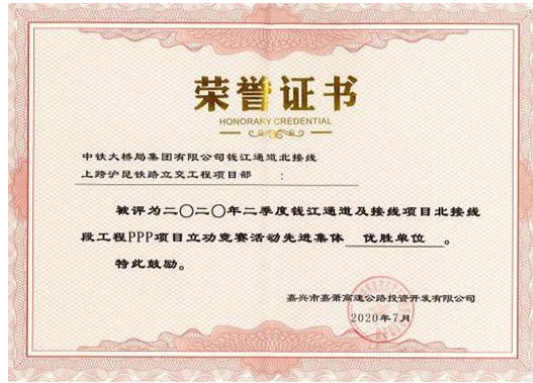 荣誉证书
HONORARY CREDENTIAL
中铁大桥局集团有限公司钱江通道北接线
上跨沪昆铁路立交工程项目部 :
被评为二〇二〇年二季度钱江通道及接线项目北接线
段工程PPP项目立功竞赛活动先进集体 优胜单位 。
特此鼓励。
嘉兴市嘉萧高速公路投资开发有限公司
2020年7月